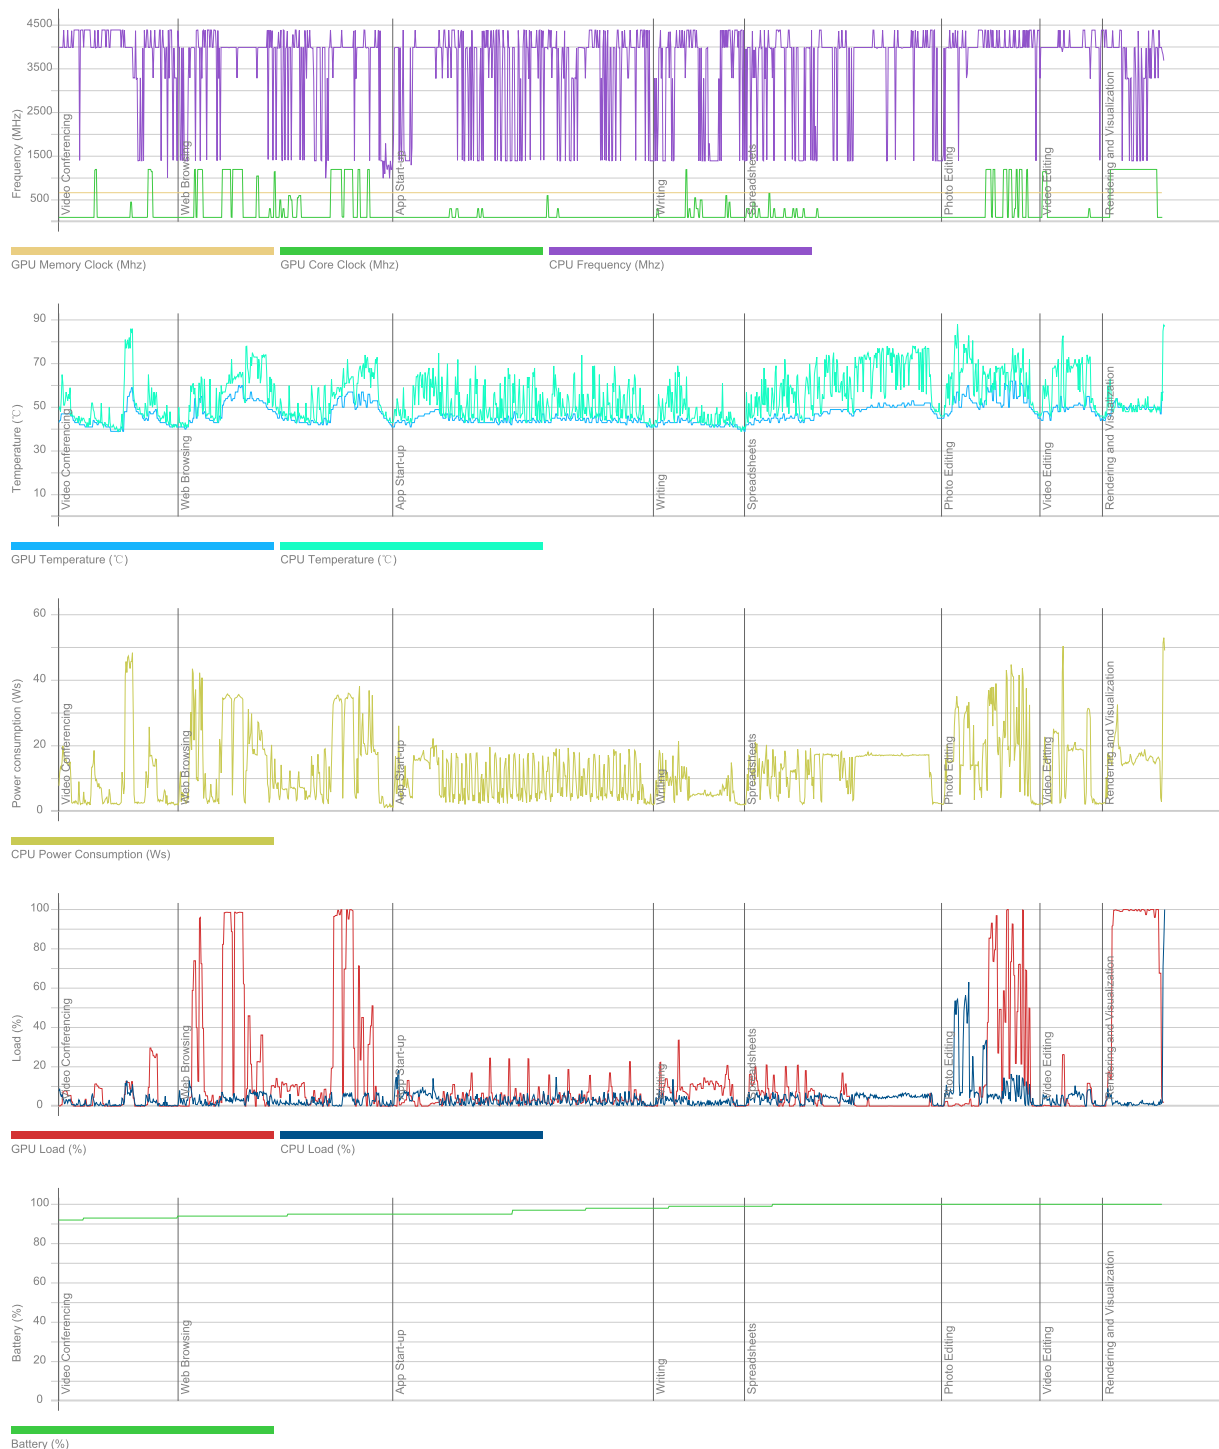 4500
3500
2500
1500
500
Frequency (MHz)
Video Conferencing
Web Browsing
App Start-up
Writing
Spreadsheets
Photo Editing
Video Editing
Rendering and Visualization
GPU Memory Clock (Mhz)
GPU Core Clock (Mhz)
CPU Frequency (Mhz)
90
70
50
30
10
Temperature (℃)
Video Conferencing
Web Browsing
App Start-up
Writing
Spreadsheets
Photo Editing
Video Editing
Rendering and Visualization
GPU Temperature (℃)
CPU Temperature (℃)
60
40
20
0
Power consumption (Ws)
Video Conferencing
Web Browsing
App Start-up
Writing
Spreadsheets
Photo Editing
Video Editing
Rendering and Visualization
CPU Power Consumption (Ws)
100
80
60
40
20
0
Load (%)
Video Conferencing
Web Browsing
App Start-up
Writing
Spreadsheets
Photo Editing
Video Editing
Rendering and Visualization
GPU Load (%)
CPU Load (%)
100
80
60
40
20
0
Battery (%)
Video Conferencing
Web Browsing
App Start-up
Writing
Spreadsheets
Photo Editing
Video Editing
Rendering and Visualization
Battery (%)